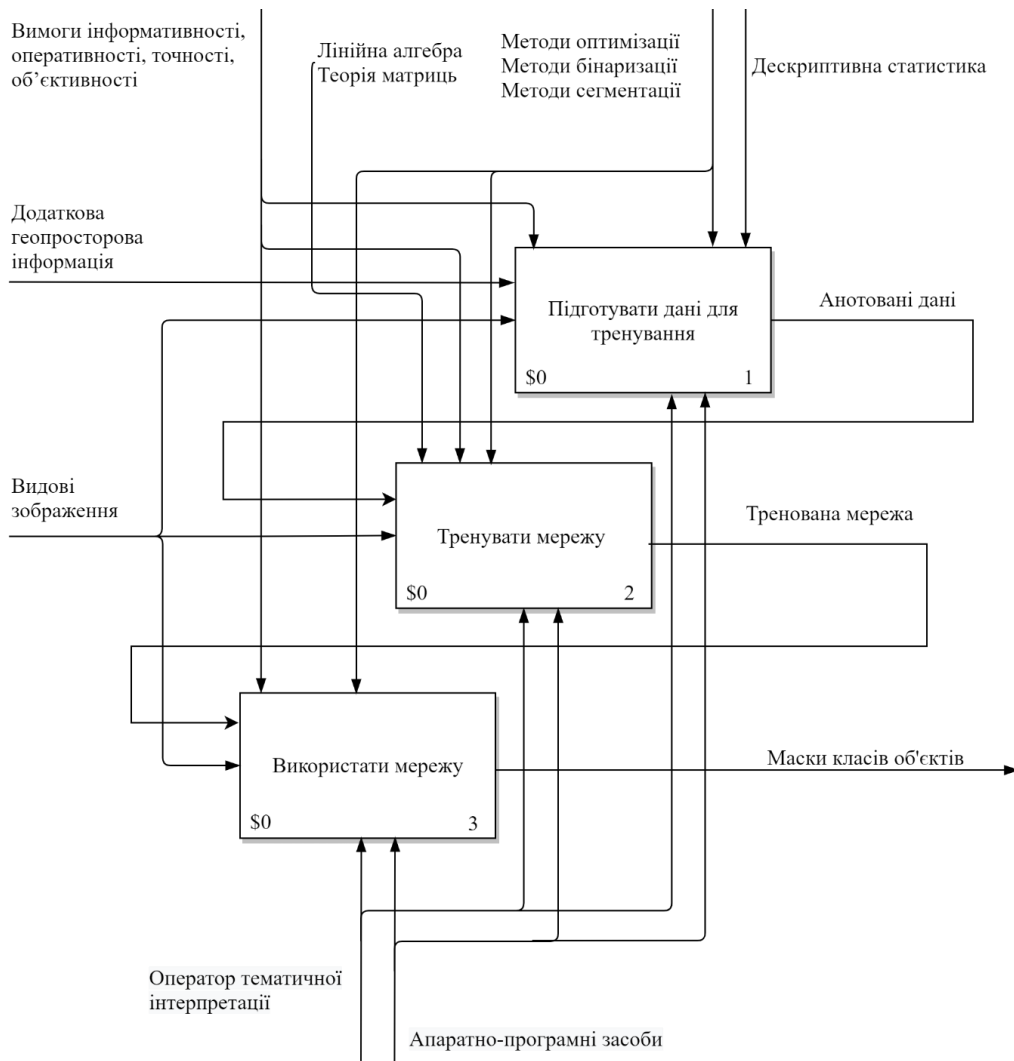 Вимоги інформативності,
оперативності, точності,
об’єктивності
Лінійна алгебра
Теорія матриць
Методи оптимізації
Методи бінаризації
Методи сегментації
Дескриптивна статистика
Додаткова
геопросторова
інформація
Підготувати дані для
тренування
$0
1
Анотовані дані
Видові
зображення
Тренувати мережу
$0
2
Тренована мережа
Використати мережу
$0
3
Маски класів об'єктів
Оператор тематичної
інтерпретації
Апаратно-програмні засоби